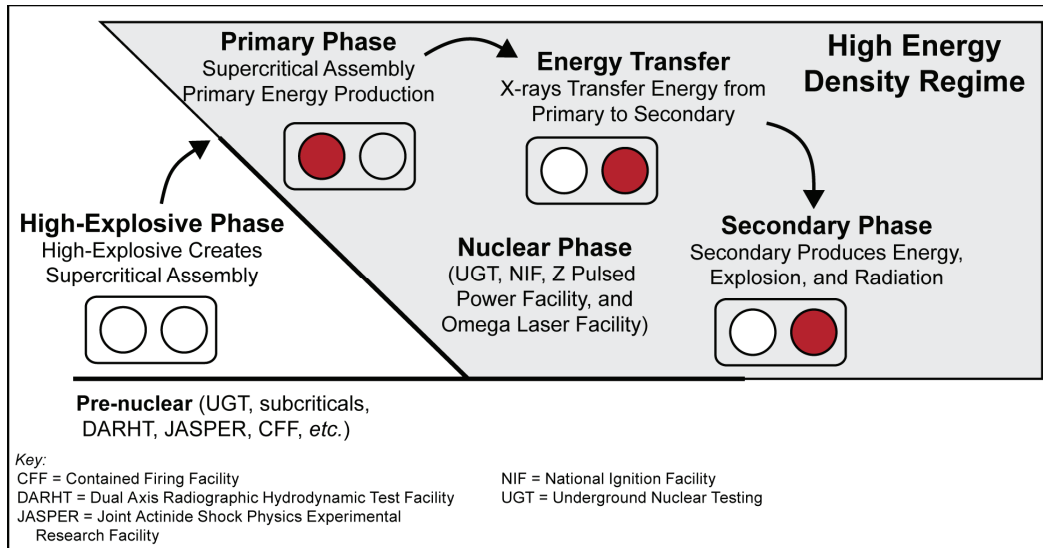 Primary Phase
Supercritical Assembly
Primary Energy Production
Energy Transfer
X-rays Transfer Energy from
Primary to Secondary
High Energy
Density Regime
High-Explosive Phase
High-Explosive Creates
Supercritical Assembly
Nuclear Phase
(UGT, NIF, Z Pulsed
Power Facility, and
Omega Laser Facility)
Secondary Phase
Secondary Produces Energy,
Explosion, and Radiation
Pre-nuclear (UGT, subcriticals,
DARHT, JASPER, CFF, etc.)
Key:
CFF = Contained Firing Facility
DARHT = Dual Axis Radiographic Hydrodynamic Test Facility
JASPER = Joint Actinide Shock Physics Experimental
Research Facility
NIF = National Ignition Facility
UGT = Underground Nuclear Testing